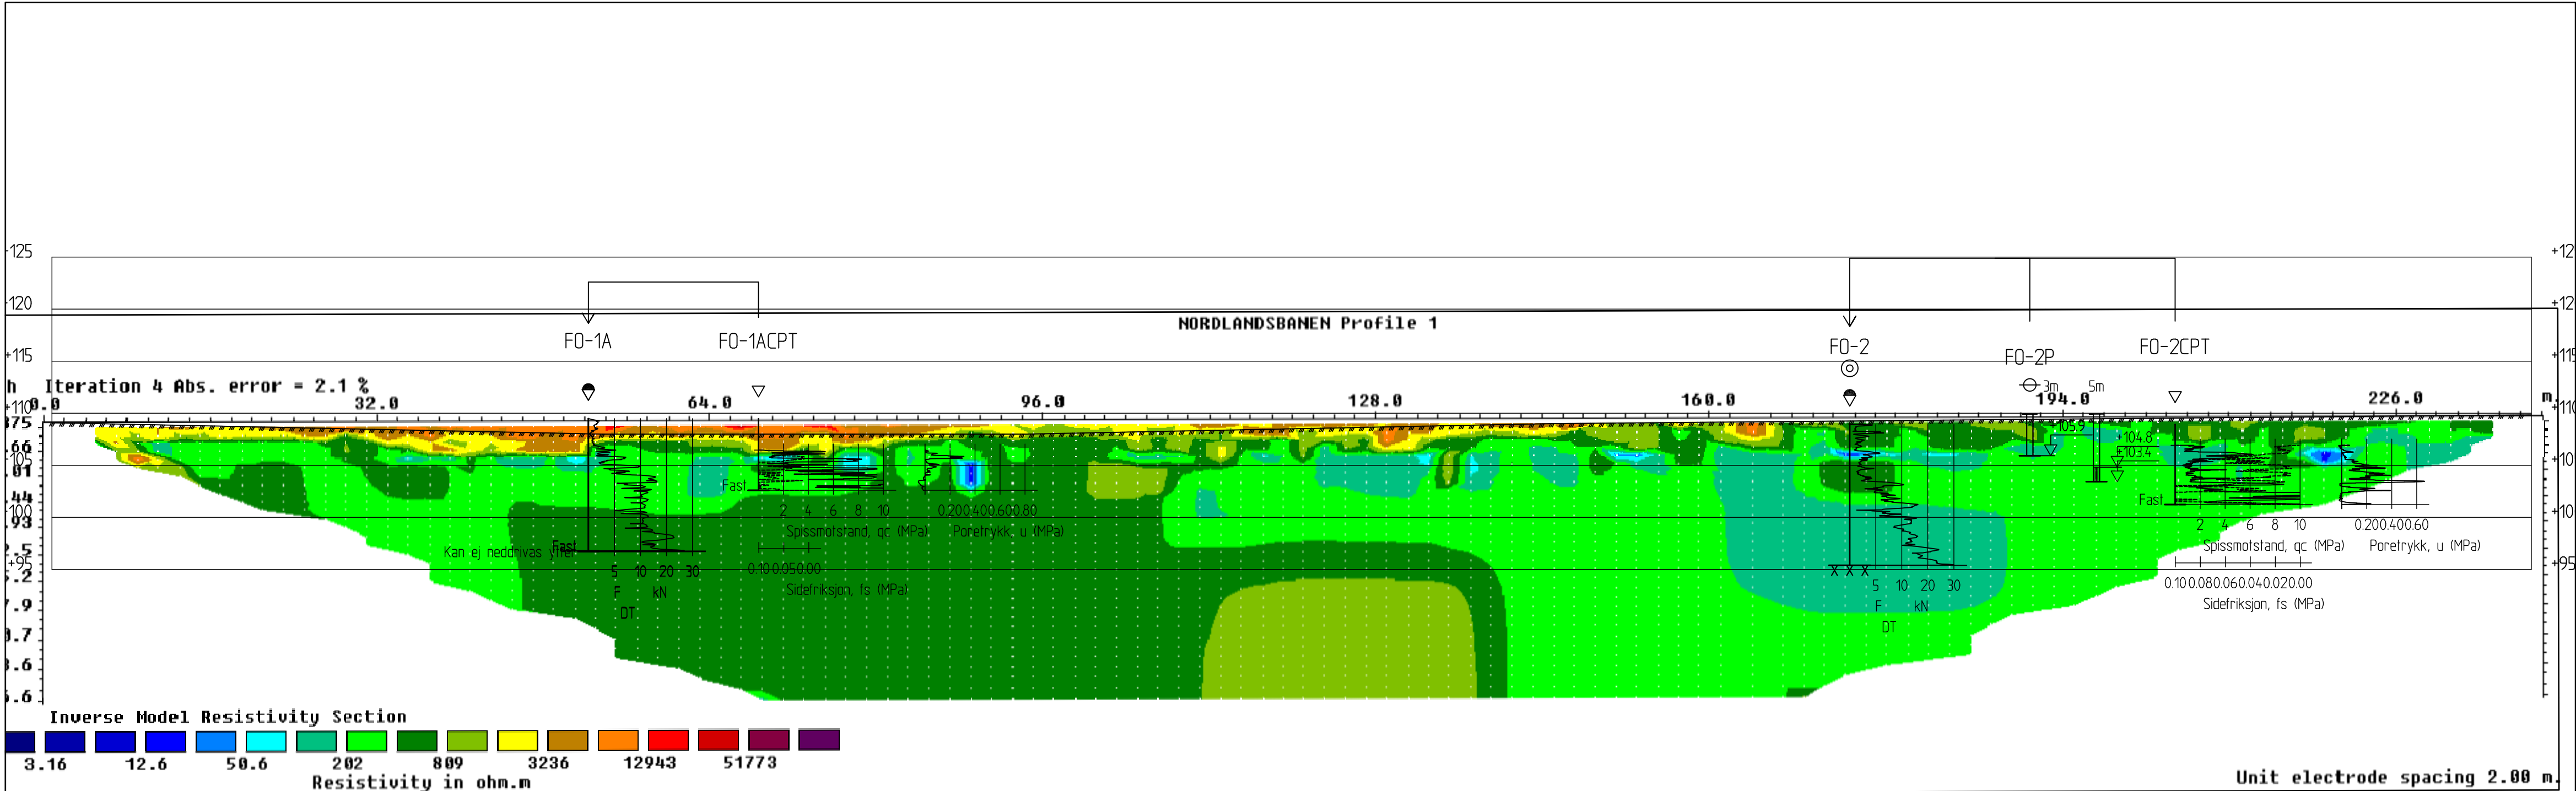 +125
+12
+120
+12
NORDLANDSBANEN Profile 1
FO-1A
FO-1ACPT
FO-2
FO-2P
FO-2CPT
+115
+115
h Iteration 4 Abs. error = 2.1 %
3m 5m
0.0 32.0 64.0 96.0 128.0 160.0 194.0 226.0 m.
+110
+110
105.9
+104.8
+103.4
Fast
2 4 6 8 10
0.20 0.40 0.60 0.80
Spissmotstand, qc (MPa) Poretrykk, u (MPa)
0.10 0.05 0.00
Sidefriksjon, fs (MPa)
Kan ej neddrivas ytter
Fast
5 10 20 30
F kN
DT
5 10 20 30
F kN
DT
Fast
2 4 6 8 10
0.20 0.40 0.60
Spissmotstand, qc (MPa) Poretrykk, u (MPa)
0.10 0.08 0.06 0.04 0.02 0.00
Sidefriksjon, fs (MPa)
+95
+95
Inverse Model Resistivity Section
3.16 12.6 50.6 202 809 3236 12943 51773
Resistivity in ohm.m
Unit electrode spacing 2.00 m.